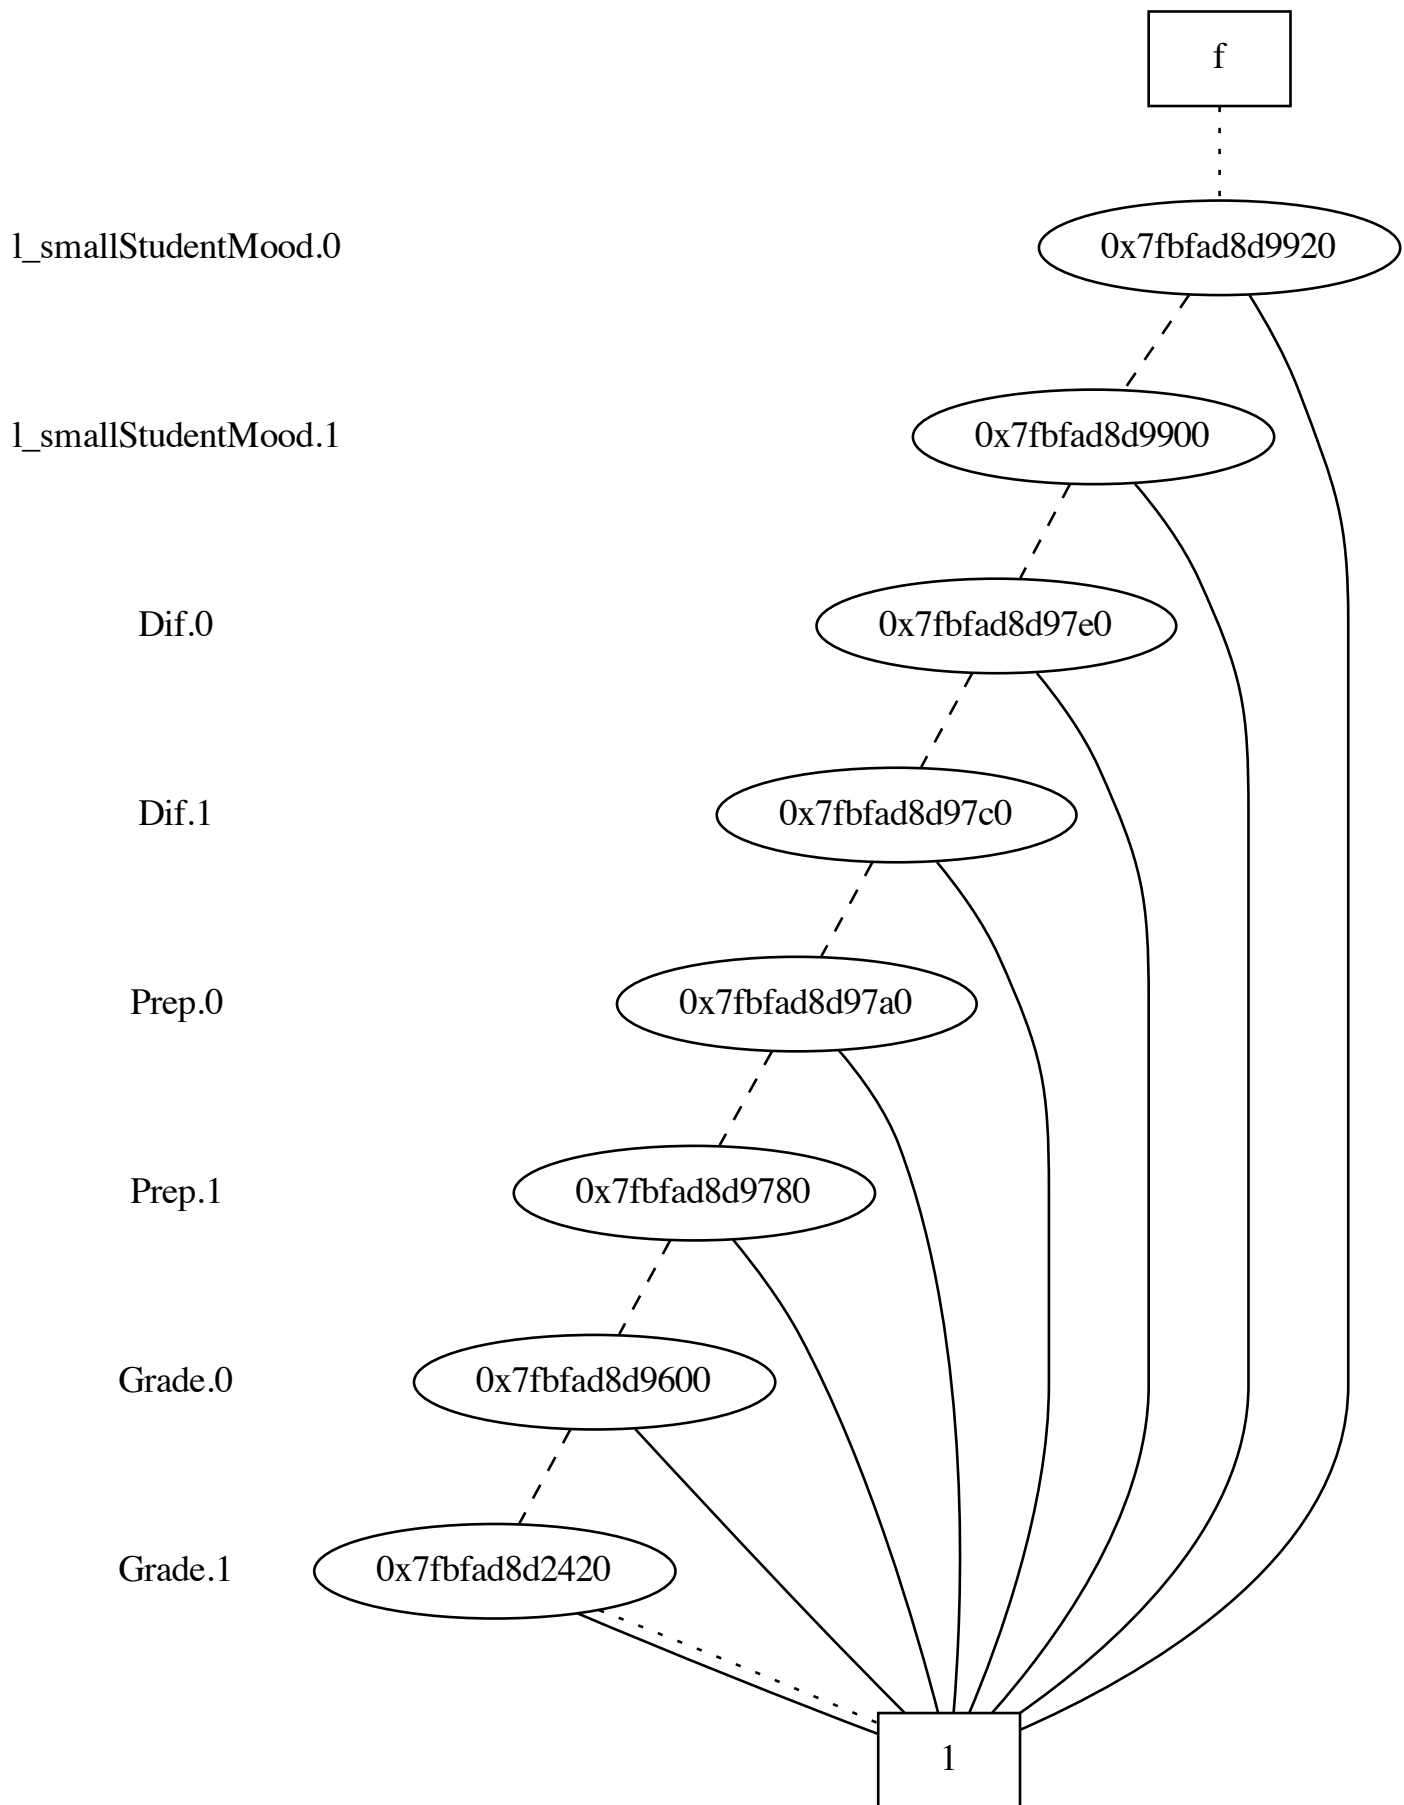 f
l_smallStudentMood.0 0x7fbfad8d9920
l_smallStudentMood.1 0x7fbfad8d9900
Dif.0 0x7fbfad8d97e0
Dif.1 0x7fbfad8d97c0
Prep.0 0x7fbfad8d97a0
Prep.1 0x7fbfad8d9780
Grade.0 0x7fbfad8d9600
Grade.1 0x7fbfad8d2420
1